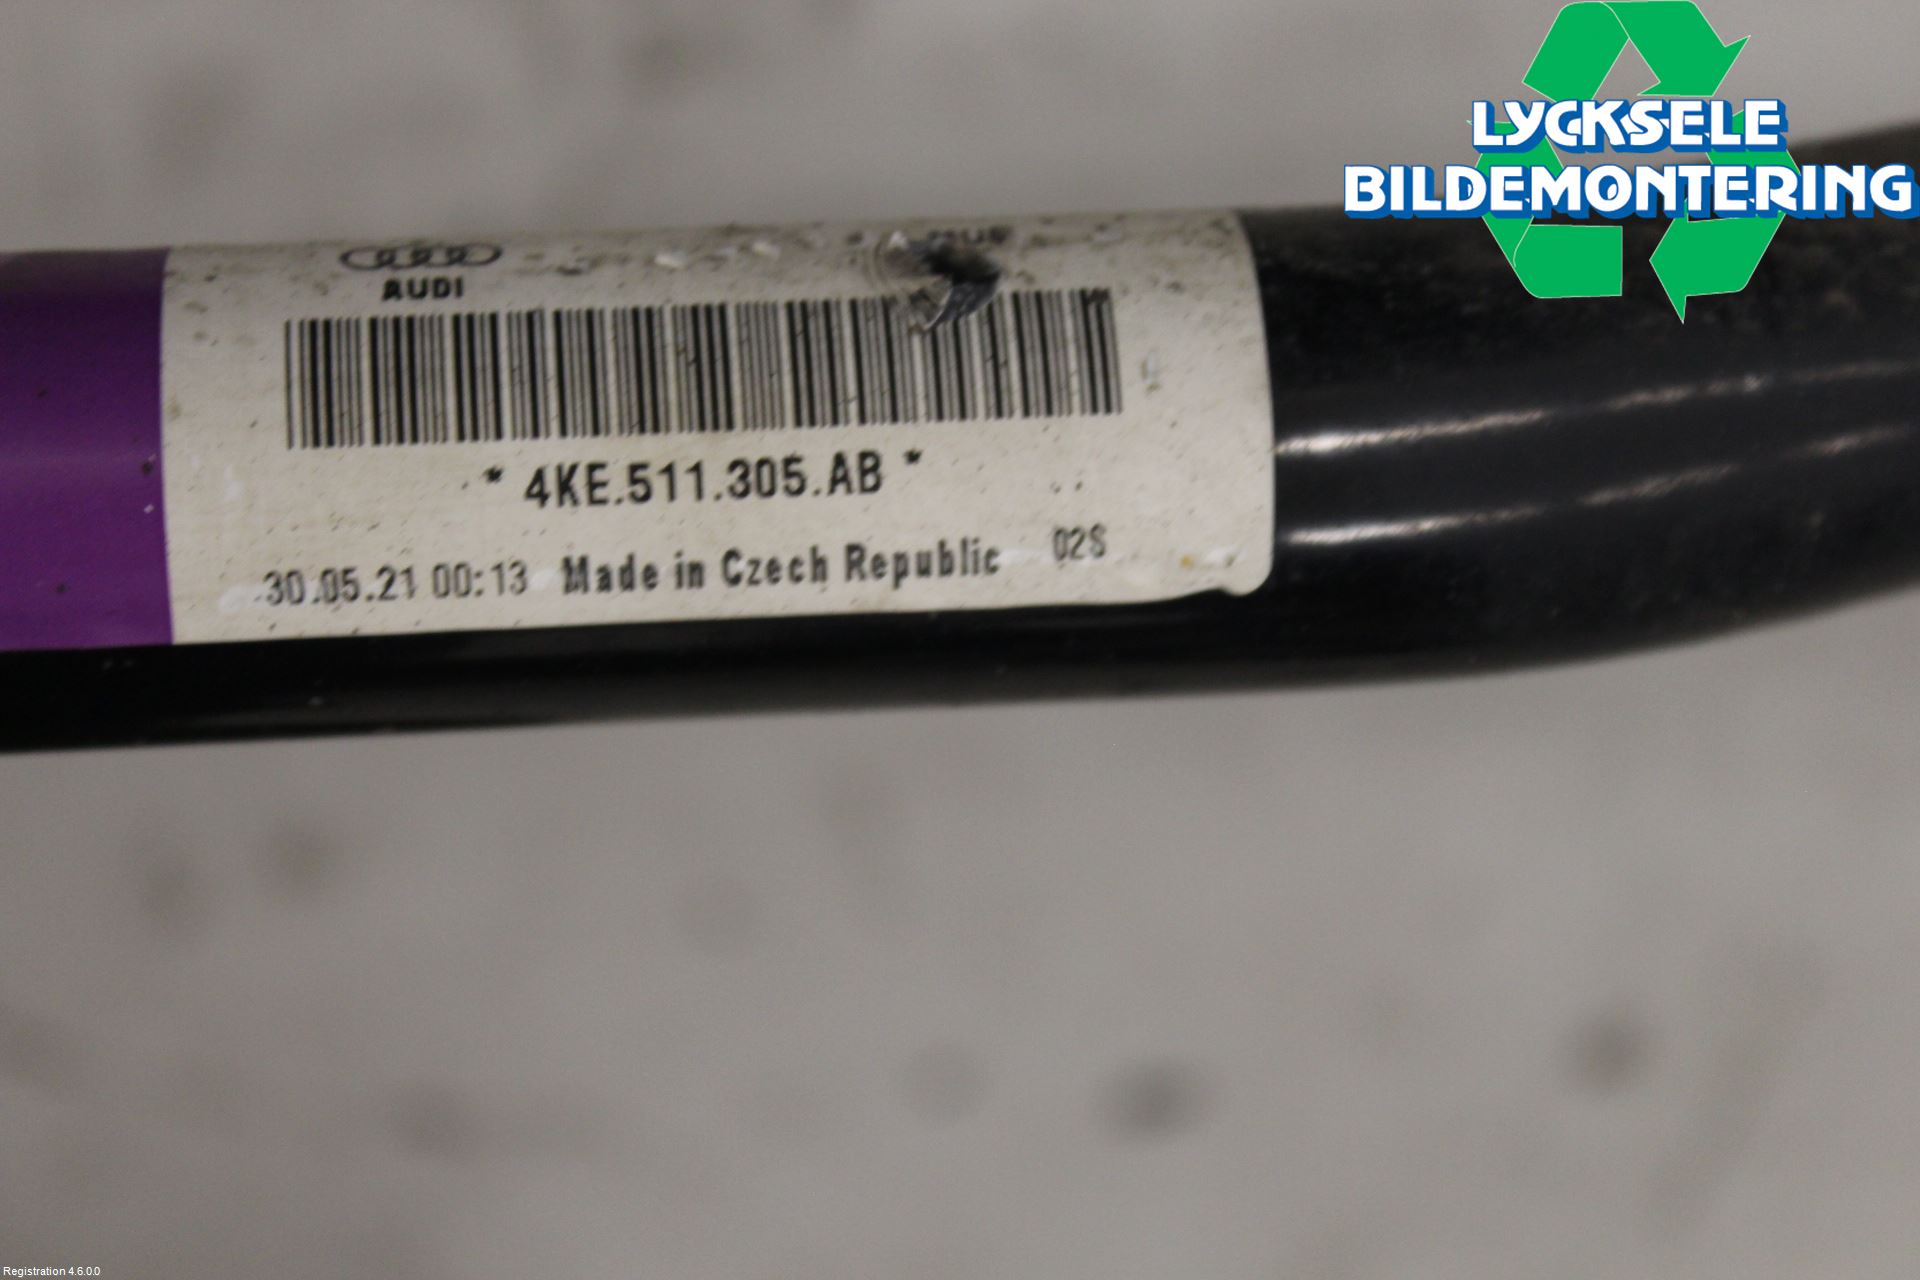 LYCKSELE
BILDEMONTERING
AUDI
* 4KE.511.305.AB *
30.05.21 00:13 Made in Czech Republic 02S
Registration 4.6.0.0